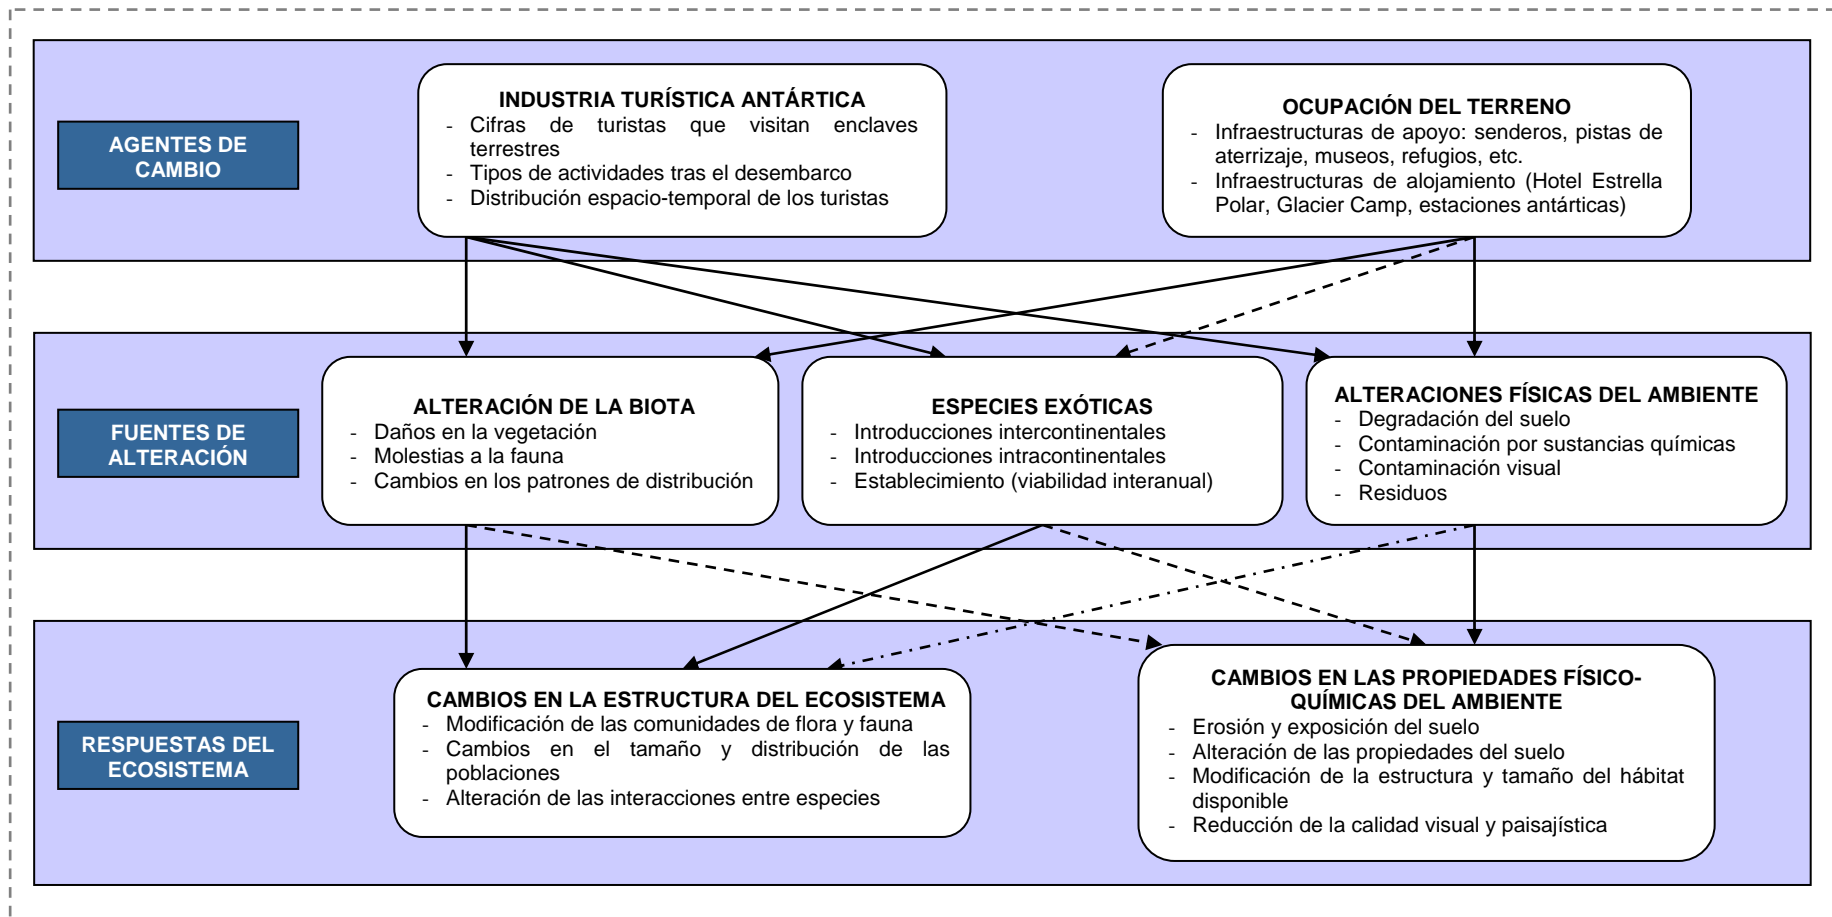 AGENTES DE
CAMBIO
INDUSTRIA TURÍSTICA ANTÁRTICA
- Cifras de turistas que visitan enclaves
terrestres
- Tipos de actividades tras el desembarco
- Distribución espacio-temporal de los turistas
OCUPACIÓN DEL TERRENO
- Infraestructuras de apoyo: senderos, pistas de
aterrizaje, museos, refugios, etc.
- Infraestructuras de alojamiento (Hotel Estrella
Polar, Glacier Camp, estaciones antárticas)
FUENTES DE
ALTERACIÓN
ALTERACIÓN DE LA BIOTA
- Daños en la vegetación
- Molestias a la fauna
- Cambios en los patrones de distribución
ESPECIES EXÓTICAS
- Introducciones intercontinentales
- Introducciones intracontinentales
- Establecimiento (viabilidad interanual)
ALTERACIONES FÍSICAS DEL AMBIENTE
- Degradación del suelo
- Contaminación por sustancias químicas
- Contaminación visual
- Residuos
RESPUESTAS DEL
ECOSISTEMA
CAMBIOS EN LA ESTRUCTURA DEL ECOSISTEMA
- Modificación de las comunidades de flora y fauna
- Cambios en el tamaño y distribución de las
poblaciones
- Alteración de las interacciones entre especies
CAMBIOS EN LAS PROPIEDADES FÍSICO-
QUÍMICAS DEL AMBIENTE
- Erosión y exposición del suelo
- Alteración de las propiedades del suelo
- Modificación de la estructura y tamaño del hábitat
disponible
- Reducción de la calidad visual y paisajística